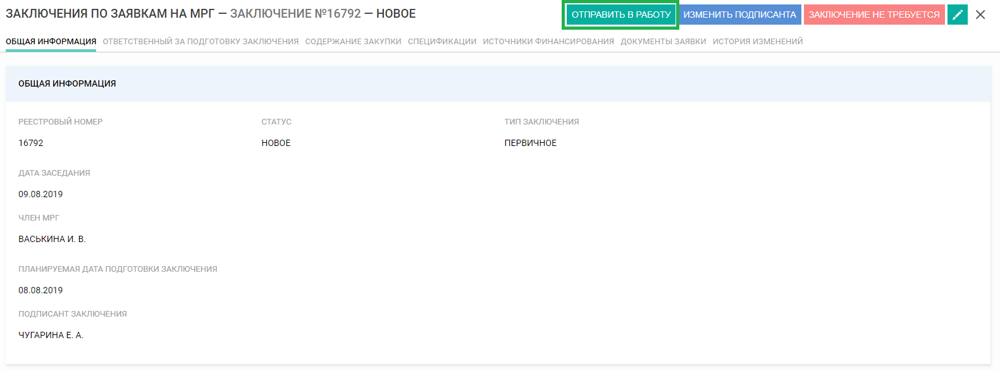 ЗАКЛЮЧЕНИЯ ПО ЗАЯВКАМ НА МРГ — ЗАКЛЮЧЕНИЕ №16792 — НОВОЕ
ОТПРАВИТЬ В РАБОТУ ИЗМЕНИТЬ ПОДПИСАНТА ЗАКЛЮЧЕНИЕ НЕ ТРЕБУЕТСЯ
ОБЩАЯ ИНФОРМАЦИЯ ОТВЕТСТВЕННЫЙ ЗА ПОДГОТОВКУ ЗАКЛЮЧЕНИЯ СОДЕРЖАНИЕ ЗАКУПКИ СПЕЦИФИКАЦИИ ИСТОЧНИКИ ФИНАНСИРОВАНИЯ ДОКУМЕНТЫ ЗАЯВКИ ИСТОРИЯ ИЗМЕНЕНИЙ
ОБЩАЯ ИНФОРМАЦИЯ
РЕЕСТРОВЫЙ НОМЕР СТАТУС ТИП ЗАКЛЮЧЕНИЯ
16792 НОВОЕ ПЕРВИЧНОЕ
ДАТА ЗАСЕДАНИЯ
09.08.2019
ЧЛЕН МРГ
ВАСЬКИНА И. В.
ПЛАНИРУЕМАЯ ДАТА ПОДГОТОВКИ ЗАКЛЮЧЕНИЯ
08.08.2019
ПОДПИСАНТ ЗАКЛЮЧЕНИЯ
ЧУГАРИНА Е. А.